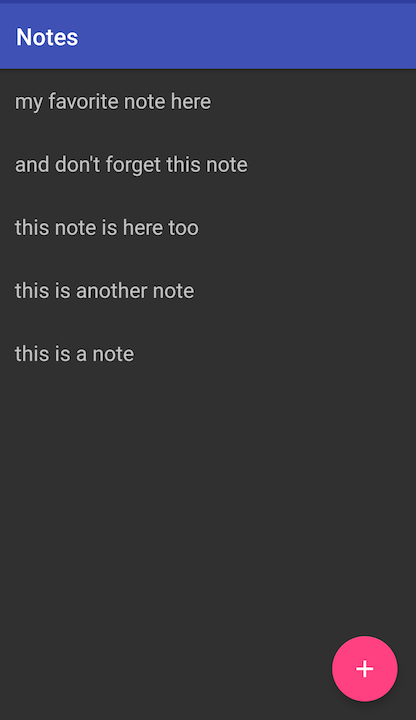 Notes
my favorite note here
and don't forget this note
this note is here too
this is another note
this is a note
+